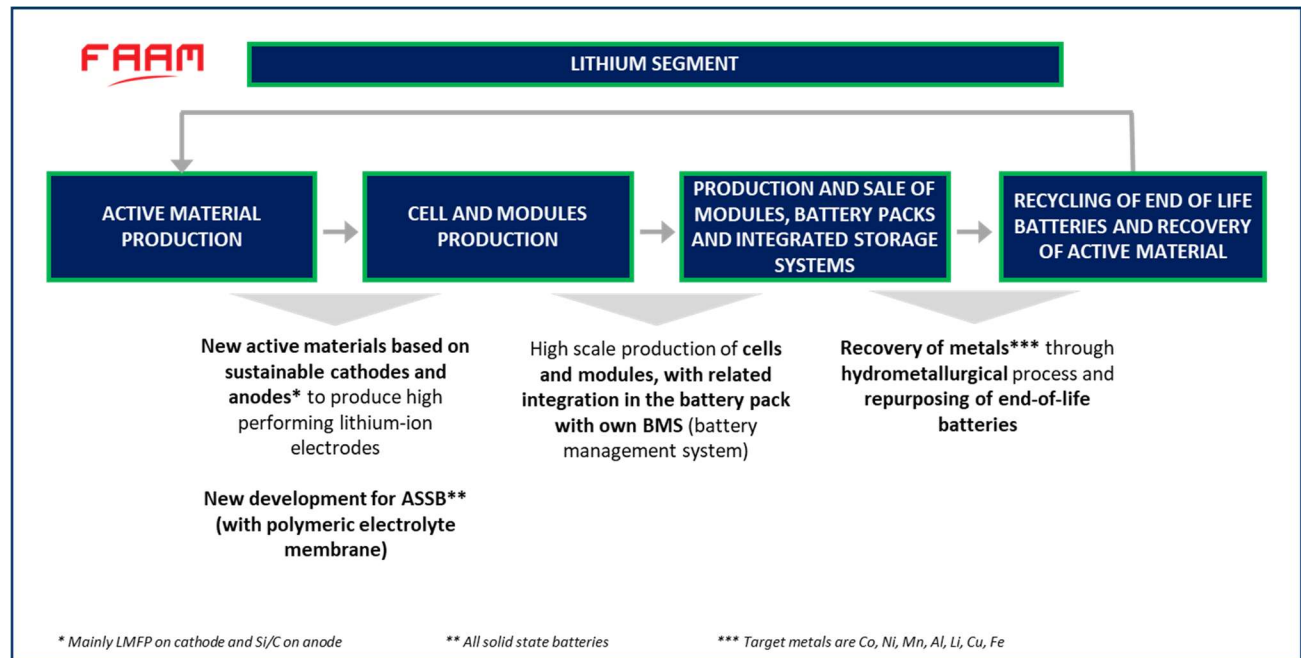 FAAM
LITHIUM SEGMENT
ACTIVE MATERIAL
PRODUCTION
CELL AND MODULES
PRODUCTION
PRODUCTION AND SALE OF
MODULES, BATTERY PACKS
AND INTEGRATED STORAGE
SYSTEMS
RECYCLING OF END OF LIFE
BATTERIES AND RECOVERY
OF ACTIVE MATERIAL
New active materials based on
sustainable cathodes and
anodes* to produce high
performing lithium-ion
electrodes
New development for ASSB**
(with polymeric electrolyte
membrane)
High scale production of cells
and modules, with related
integration in the battery pack
with own BMS (battery
management system)
Recovery of metals*** through
hydrometallurgical process and
repurposing of end-of-life
batteries
* Mainly LMFP on cathode and Si/C on anode
** All solid state batteries
*** Target metals are Co, Ni, Mn, Al, Li, Cu, Fe